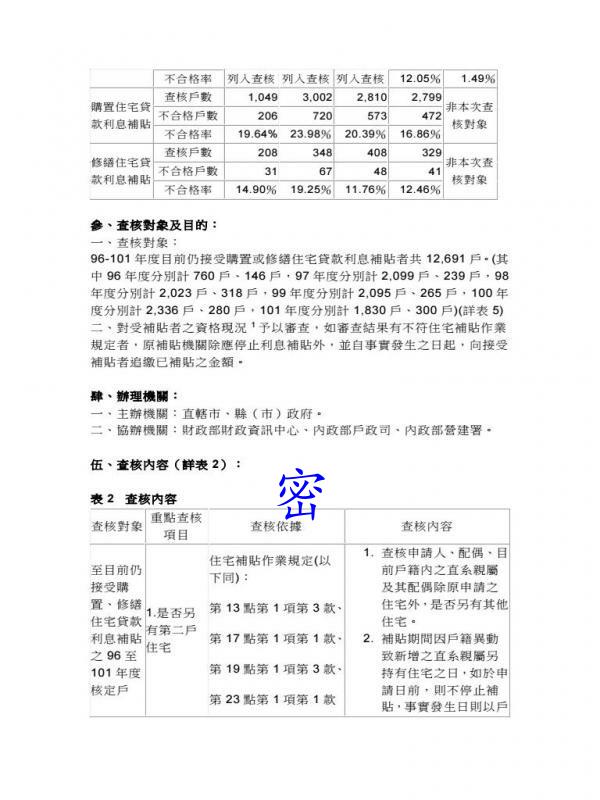 不合格率 列入查核 列入查核 列入查核 12.05% 1.49%
購置住宅貸款利息補貼 查核戶數 1,049 3,002 2,810 2,799 非本次查核對象
不合格戶數 206 720 573 472
不合格率 19.64% 23.98% 20.39% 16.86%
修繕住宅貸款利息補貼 查核戶數 208 348 408 329 非本次查核對象
不合格戶數 31 67 48 41
不合格率 14.90% 19.25% 11.76% 12.46%
參、查核對象及目的：
一、查核對象：
96-101 年度目前仍接受購置或修繕住宅貸款利息補貼者共 12,691 戶。(其
中 96 年度分別計 760 戶、146 戶，97 年度分別計 2,099 戶、239 戶，98
年度分別計 2,023 戶、318 戶，99 年度分別計 2,095 戶、265 戶，100 年
度分別計 2,336 戶、280 戶，101 年度分別計 1,830 戶、300 戶)(詳表 5)
二、對受補貼者之資格現況 1 予以審查，如審查結果有不符住宅補貼作業
規定者，原補貼機關除應停止利息補貼外，並自事實發生之日起，向接受
補貼者追繳已補貼之金額。
肆、辦理機關：
一、主辦機關：直轄市、縣（市）政府。
二、協辦機關：財政部財政資訊中心、內政部戶政司、內政部營建署。
伍、查核內容（詳表 2）：
密
表 2 查核內容
查核對象 重點查核項目 查核依據 查核內容
至目前仍
接受購
置、修繕
住宅貸款
利息補貼
之 96 至
101 年度
核定戶
1.是否另
有第二戶
住宅
住宅補貼作業規定(以
下同)：
第 13 點第 1 項第 3 款、
第 17 點第 1 項第 1 款、
第 19 點第 1 項第 3 款、
第 23 點第 1 項第 1 款
1. 查核申請人、配偶、目
前戶籍內之直系親屬
及其配偶除原申請之
住宅外，是否另有其他
住宅。
2. 補貼期間因戶籍異動
致新增之直系親屬另
持有住宅之日，如於申
請日前，則不停止補
貼，事實發生日則以戶